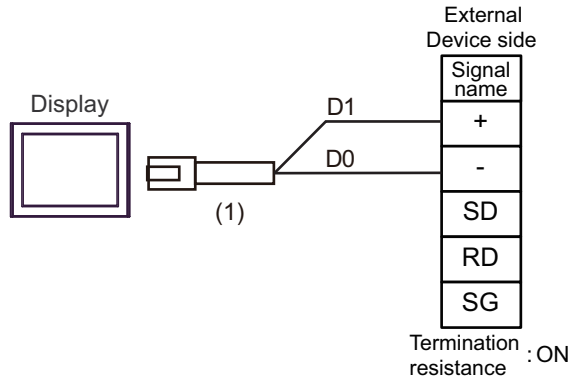 External
Device side
Signal
name
Display
D1
+
D0
-
(1)
SD
RD
SG
Termination
resistance : ON